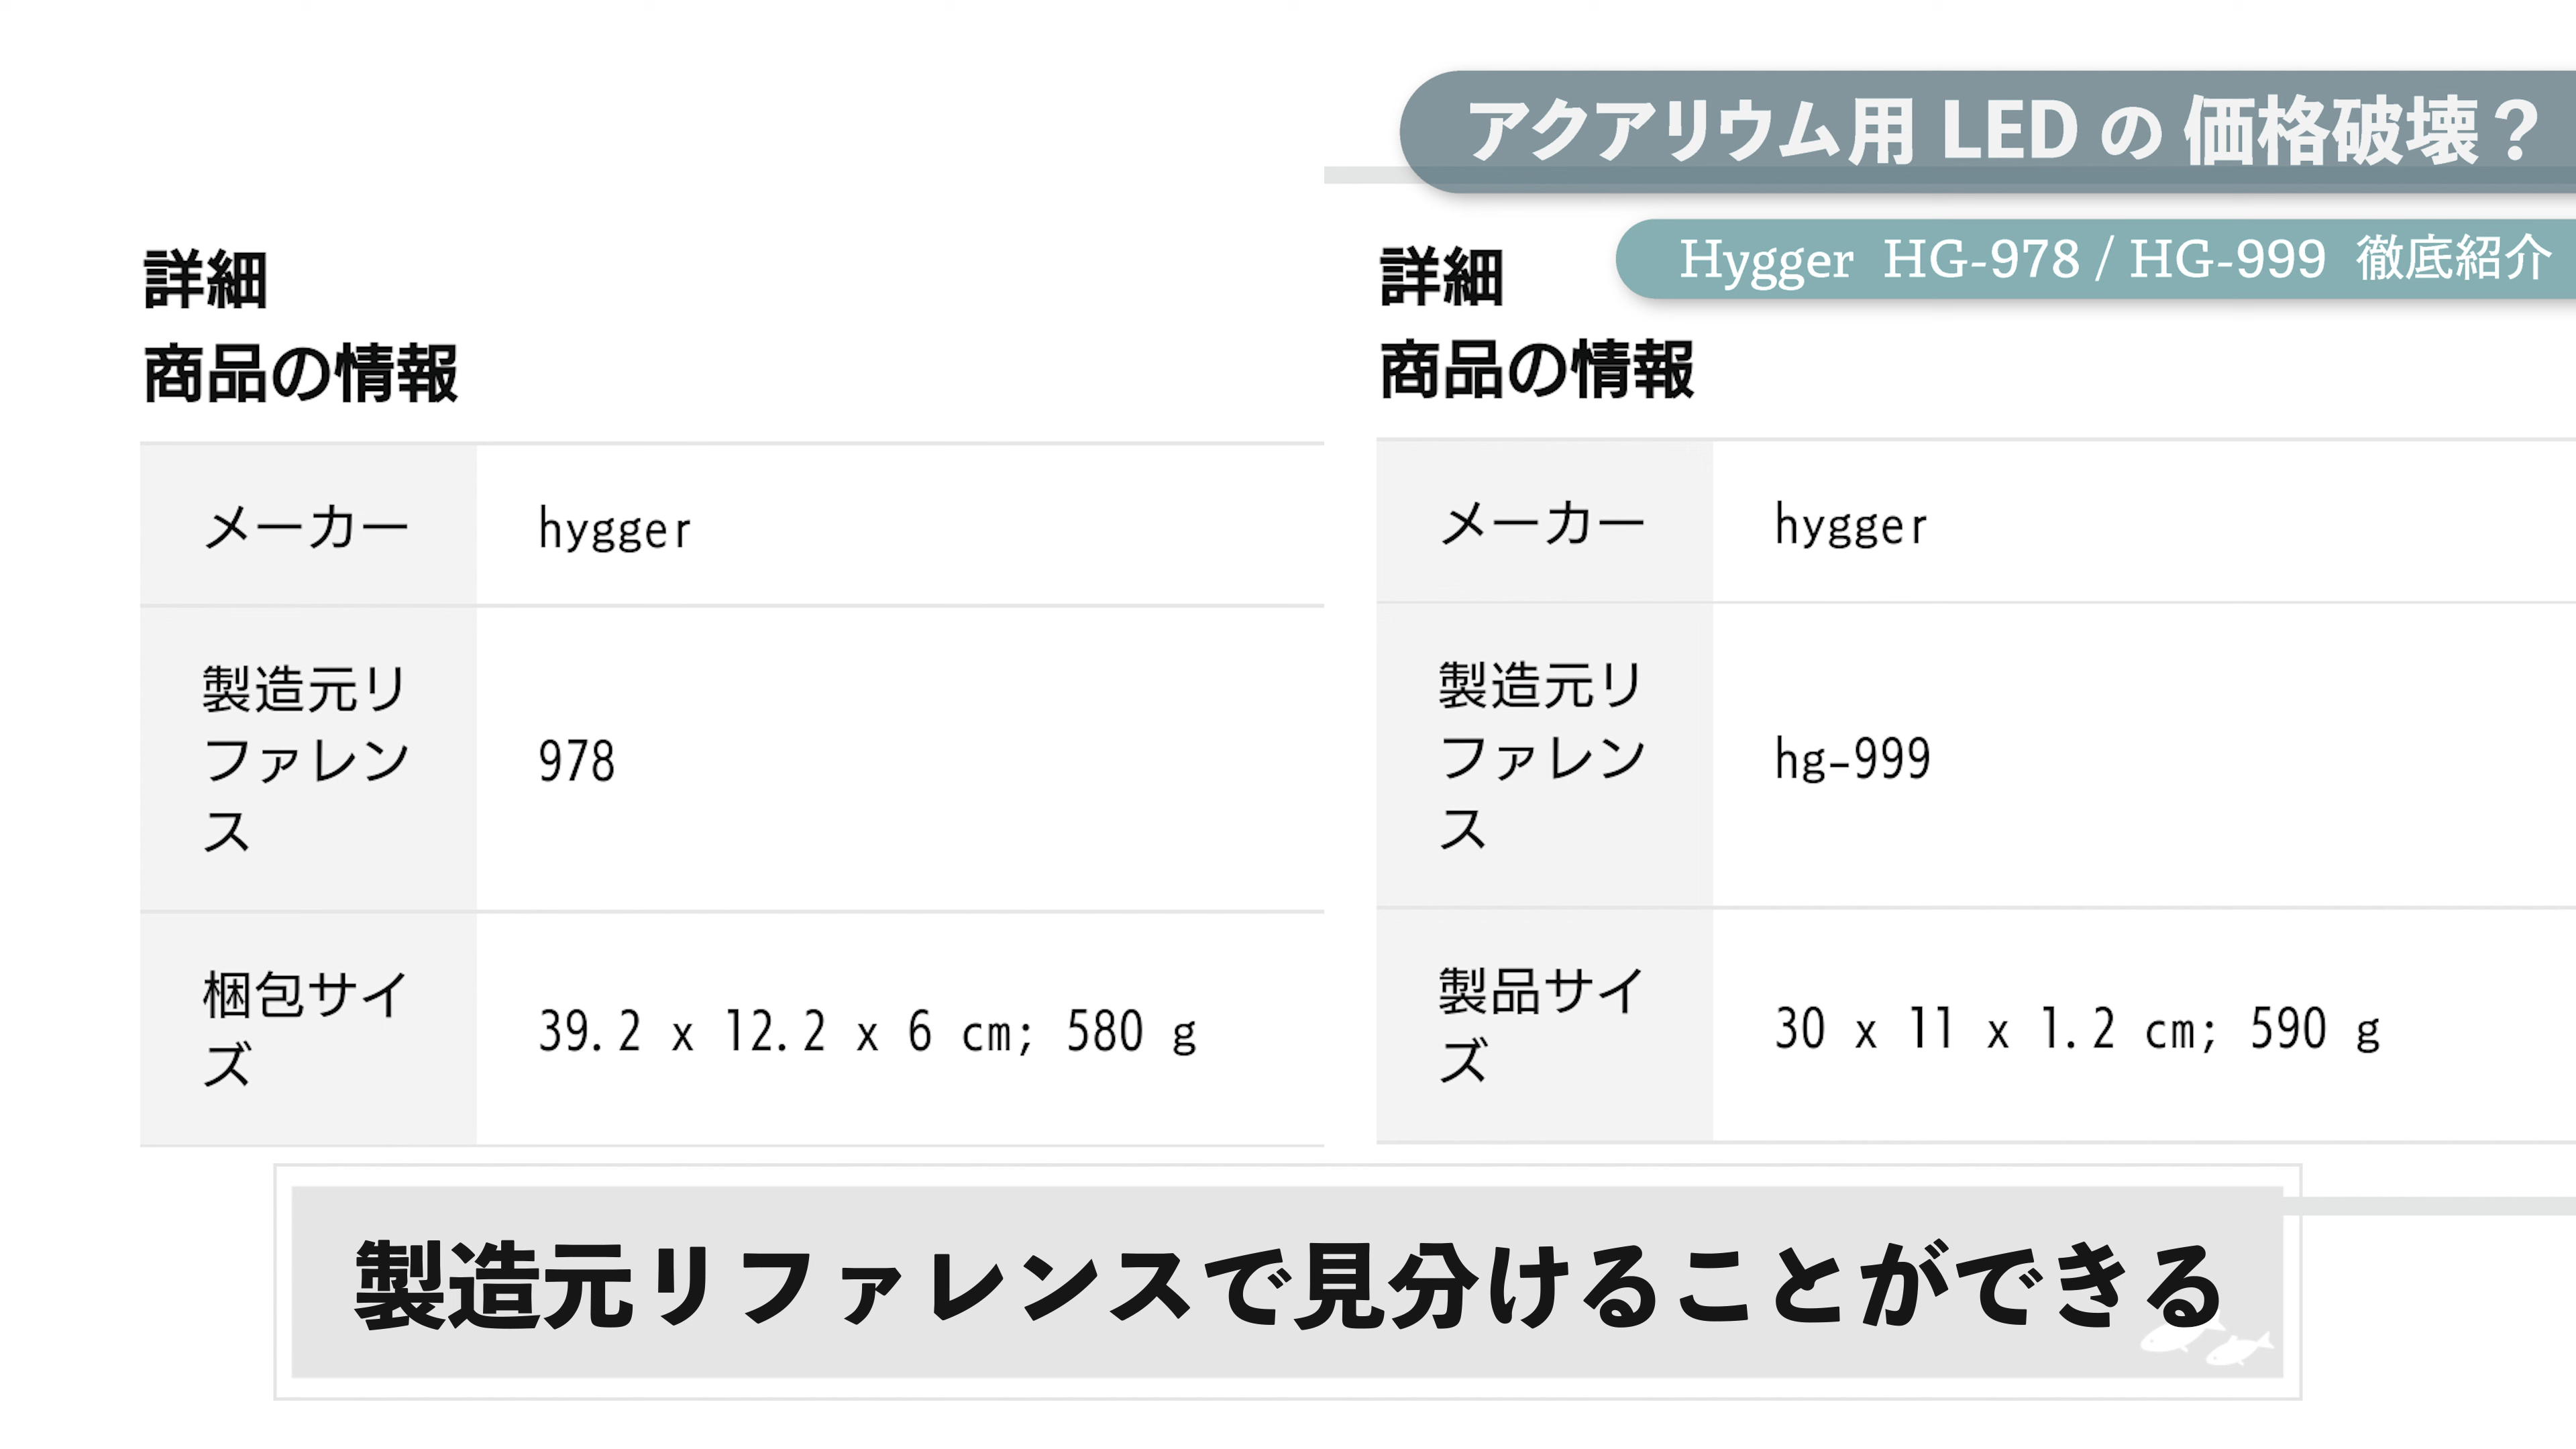 アクアリウム用 LED の 価格破壊？
Hygger HG-978 / HG-999 徹底紹介
詳細
商品の情報
メーカー
hygger
製造元リ
ファレン
ス
978
梱包サイ
ズ
39.2 x 12.2 x 6 cm; 580 g
詳細
商品の情報
メーカー
hygger
製造元リ
ファレン
ス
hg-999
製品サイ
ズ
30 x 11 x 1.2 cm; 590 g
製造元リファレンスで見分けることができる